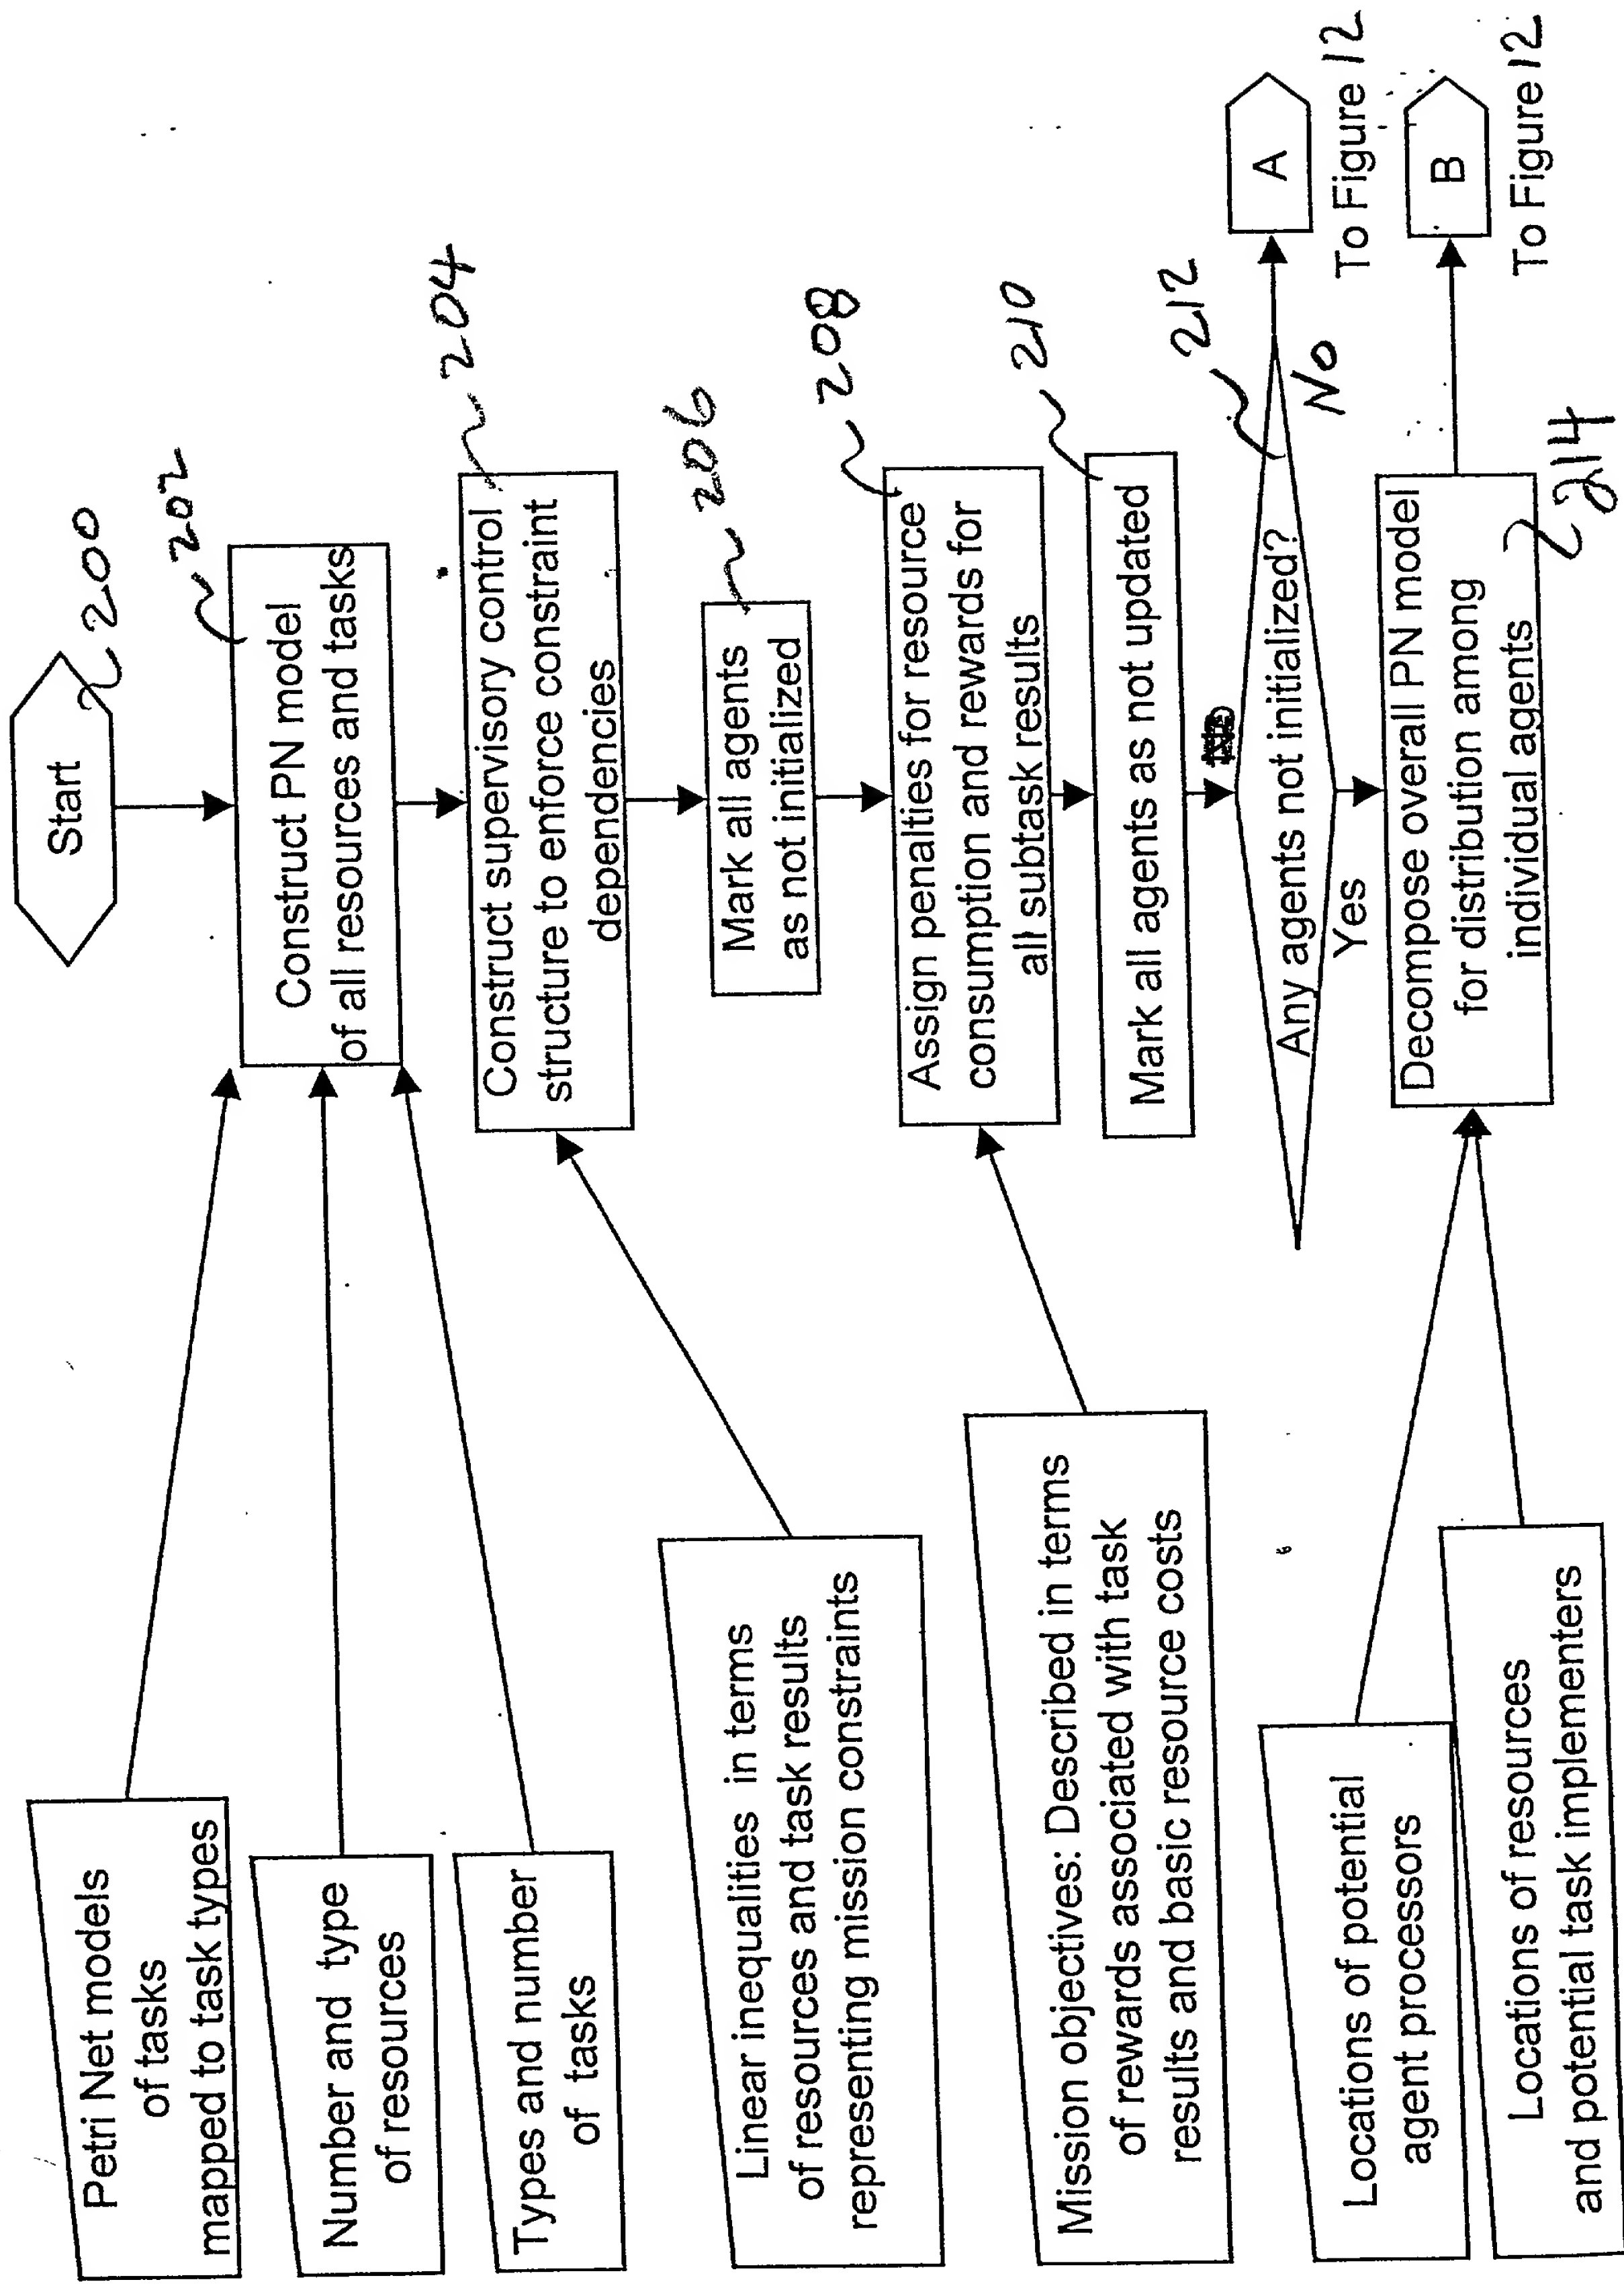 Start
200
202
Construct PN model
of all resources and tasks
Petri Net models
of tasks
mapped to task types
Number and type
of resources
Types and number
of tasks
204
Construct supervisory control
structure to enforce constraint
dependencies
Linear inequalities in terms
of resources and task results
representing mission constraints
206
Mark all agents
as not initialized
208
Assign penalties for resource
consumption and rewards for
all subtask results
Mission objectives: Described in terms
of rewards associated with task
results and basic resource costs
210
Mark all agents as not updated
212
Any agents not initialized?
No
A
To Figure 12
Yes
Decompose overall PN model
for distribution among
individual agents
214
B
To Figure 12
Locations of potential
agent processors
Locations of resources
and potential task implementers